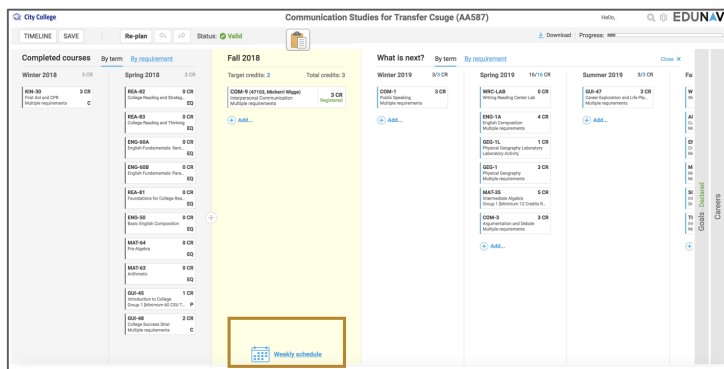 City College
Communication Studies for Transfer Csuge (AA587)
Hello,
EDUNAV
TIMELINE SAVE Re-plan Status: Valid
Download Progress:
Completed courses By term By requirement
Winter 2018 3 CR
KIN-30 3 CR
First Aid and CPR
Multiple requirements C
Spring 2018 3 CR
REA-82 0 CR
College Reading and Strateg...
EQ
REA-83 0 CR
College Reading and Thinking
EQ
ENG-60A 0 CR
English Fundamentals: Sent...
EQ
ENG-60B 0 CR
English Fundamentals: Para...
EQ
REA-81 0 CR
Foundations for College Rea...
EQ
ENG-50 0 CR
Basic English Composition
EQ
MAT-64 0 CR
Pre-Algebra
EQ
MAT-63 0 CR
Arithmetic
EQ
GUI-45 1 CR
Introduction to College
Group 1 [Minimum 60 CSU T... P
GUI-48 2 CR
College Success Strat
Multiple requirements C
Fall 2018
Target credits: 3 Total credits: 3
COM-9 (47103, Micherri Wiggs) 3 CR
Interpersonal Communication Registered
Multiple requirements
Add...
Weekly schedule
What is next? By term By requirement Close X
Winter 2019 3/3 CR
COM-1 3 CR
Public Speaking
Multiple requirements
Add...
Spring 2019 16/16 CR
WRC-LAB 0 CR
Writing Reading Center Lab
ENG-1A 4 CR
English Composition
Multiple requirements
GEG-1L 1 CR
Physical Geography Laboratory
Laboratory Activity
GEG-1 3 CR
Physical Geography
Multiple requirements
MAT-35 5 CR
Intermediate Algebra
Group 1 [Minimum 12 Credits N...
COM-3 3 CR
Argumentation and Debate
Multiple requirements
Add...
Summer 2019 3/3 CR
GUI-47 3 CR
Career Exploration and Life Pla...
Multiple requirements
Add...
Fa
Goals - Declared
Careers